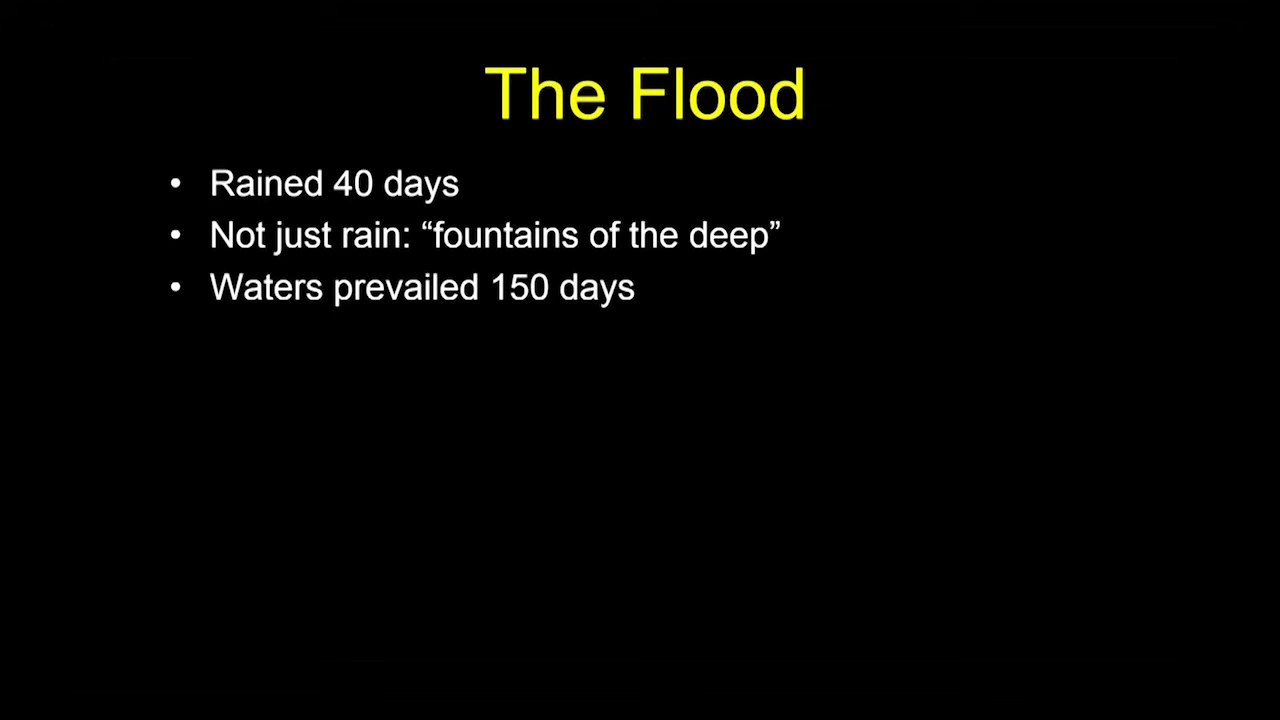 The Flood
• Rained 40 days
• Not just rain: “fountains of the deep”
• Waters prevailed 150 days